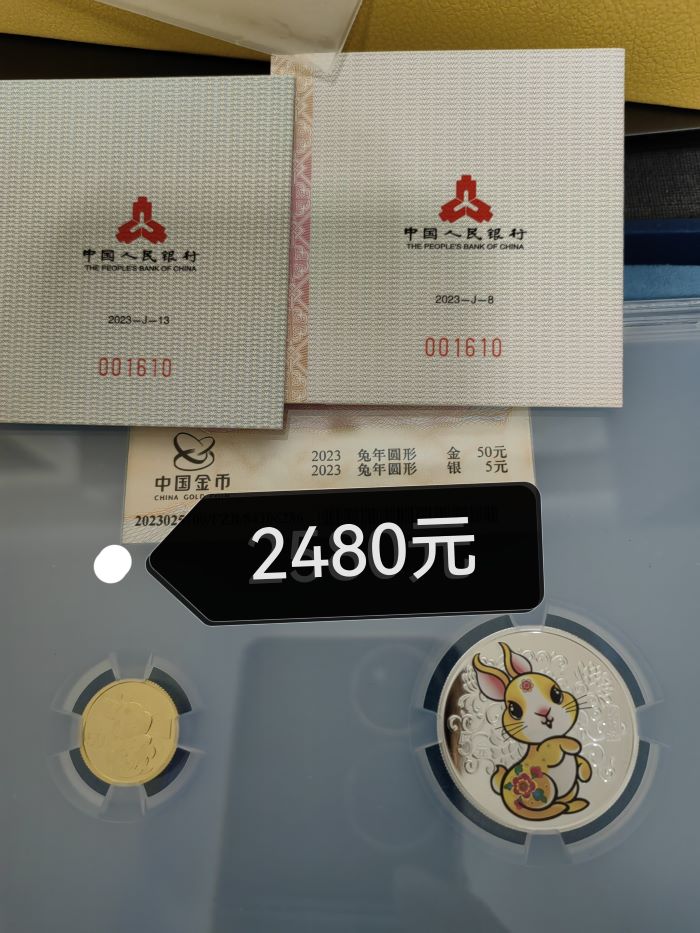 中国人民银行
THE PEOPLE'S BANK OF CHINA
2023-J-13
001610
中国人民银行
THE PEOPLE'S BANK OF CHINA
2023-J-8
001610
中国金币
CHINA GOLD
2023 兔年圆形 金 50元
2023 兔年圆形 银 5元
2480元